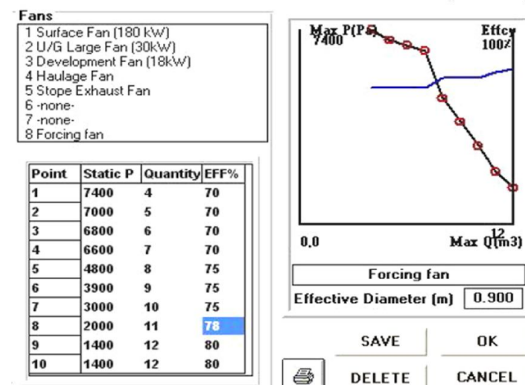 Fans
1 Surface Fan (180 kW)
2 U/G Large Fan (30kW)
3 Development Fan (18kW)
4 Haulage Fan
5 Stope Exhaust Fan
6 -none-
7 -none-
8 Forcing fan
Point Static P Quantity EFF%
1 7400 4 70
2 7000 5 70
3 6800 6 70
4 6600 7 70
5 4800 8 75
6 3900 9 75
7 3000 10 75
8 2000 11 78
9 1400 12 80
10 1400 12 80
Max P(Pa) Effcy
7400 100%
12
0,0 Max Q(m3)
Forcing fan
Effective Diameter (m) 0.900
SAVE OK
DELETE CANCEL